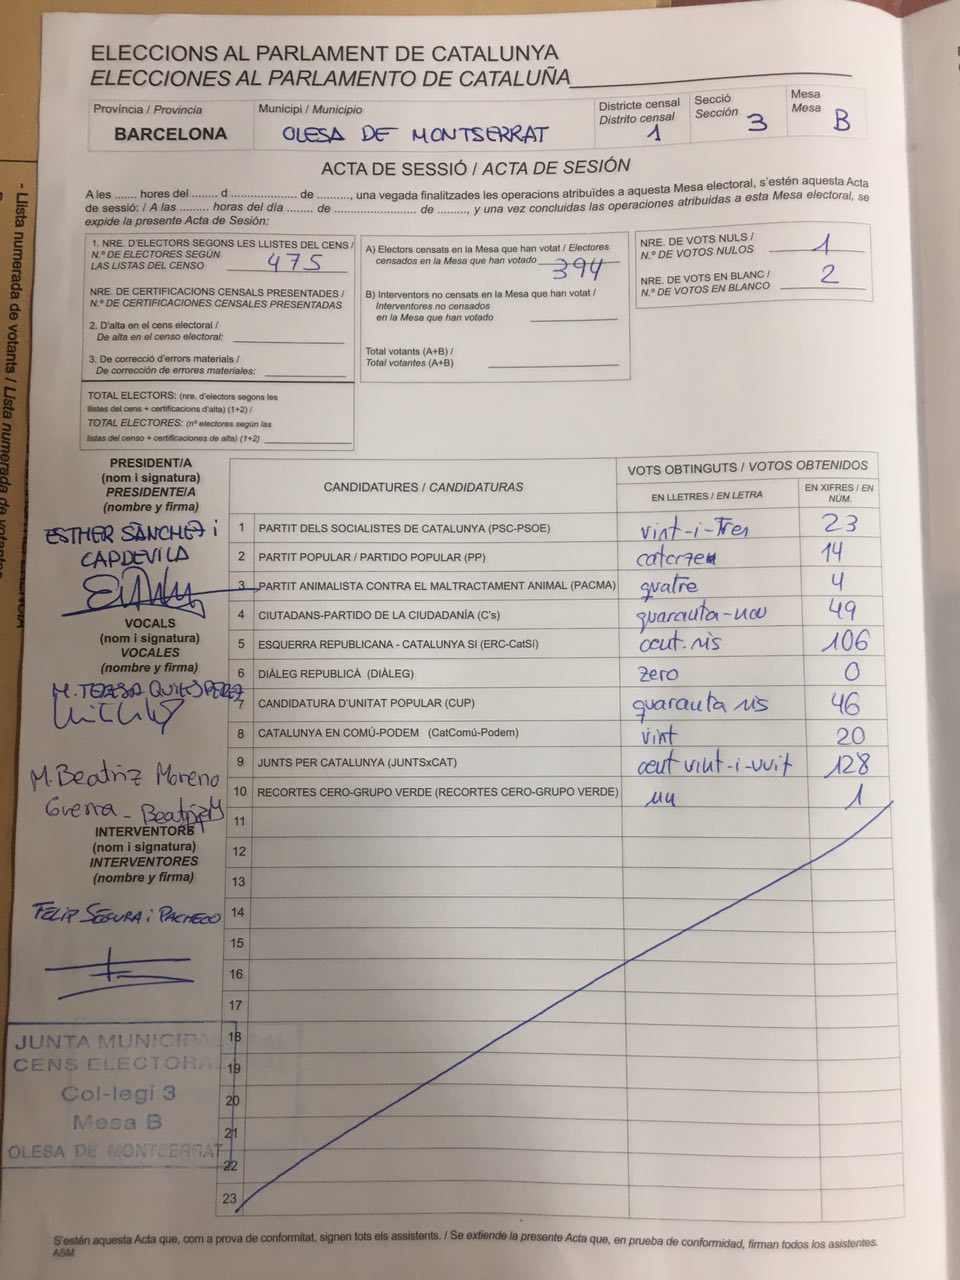 ELECCIONS AL PARLAMENT DE CATALUNYA
ELECCIONES AL PARLAMENTO DE CATALUÑA
Província / Provincia
BARCELONA
Municipi / Municipio
OLESA DE MONTSERRAT
Districte censal
Distrito censal
1
Secció
Sección
3
Mesa
Mesa
B
ACTA DE SESSIÓ / ACTA DE SESIÓN
A les ....... hores del ........ d .................... de .........., una vegada finalitzades les operacions atribuïdes a aquesta Mesa electoral, s'estén aquesta Acta
de sessió: / A las ......... horas del día ........ de ......................... de ........., y una vez concluidas las operaciones atribuidas a esta Mesa electoral, se
expide la presente Acta de Sesión:
1. NRE. D'ELECTORS SEGONS LES LLISTES DEL CENS /
N.º DE ELECTORES SEGÚN
LAS LISTAS DEL CENSO 475
NRE. DE CERTIFICACIONS CENSALS PRESENTADES /
N.º DE CERTIFICACIONES CENSALES PRESENTADAS
2. D'alta en el cens electoral /
De alta en el censo electoral:
3. De correcció d'errors materials /
De corrección de errores materiales:
TOTAL ELECTORS: (nre. d'electors segons les
llistes del cens + certificacions d'alta) (1+2) /
TOTAL ELECTORES: (nº electores según las
listas del censo + certificaciones de alta) (1+2)
A) Electors censats en la Mesa que han votat / Electores
censados en la Mesa que han votado 394
B) Interventors no censats en la Mesa que han votat /
Interventores no censados
en la Mesa que han votado
Total votants (A+B) /
Total votantes (A+B)
NRE. DE VOTS NULS /
N.º DE VOTOS NULOS 1
NRE. DE VOTS EN BLANC /
N.º DE VOTOS EN BLANCO 2
PRESIDENT/A
(nom i signatura)
PRESIDENTE/A
(nombre y firma)
ESTHER SÀNCHEZ i
CAPDEVILA
VOCALS
(nom i signatura)
VOCALES
(nombre y firma)
M. TERESA QUILES PEREZ
M. Beatriz Moreno
Guerra - BeatrizM
INTERVENTORS
(nom i signatura)
INTERVENTORES
(nombre y firma)
FELIP SEGURA i PACHECO
CANDIDATURES / CANDIDATURAS
VOTS OBTINGUTS / VOTOS OBTENIDOS
EN LLETRES / EN LETRA
EN XIFRES / EN
NÚM.
1 PARTIT DELS SOCIALISTES DE CATALUNYA (PSC-PSOE) vint-i-Tres 23
2 PARTIT POPULAR / PARTIDO POPULAR (PP) catorzeu 14
3 PARTIT ANIMALISTA CONTRA EL MALTRACTAMENT ANIMAL (PACMA) quatre 4
4 CIUTADANS-PARTIDO DE LA CIUDADANÍA (C's) quaranta-nou 49
5 ESQUERRA REPUBLICANA - CATALUNYA SI (ERC-CatSí) cent-sis 106
6 DIÀLEG REPUBLICÀ (DIÀLEG) zero 0
7 CANDIDATURA D'UNITAT POPULAR (CUP) quaranta sis 46
8 CATALUNYA EN COMÚ-PODEM (CatComú-Podem) vint 20
9 JUNTS PER CATALUNYA (JUNTSxCAT) cent vint-i-vuit 128
10 RECORTES CERO-GRUPO VERDE (RECORTES CERO-GRUPO VERDE) un 1
11
12
13
14
15
16
17
18
19
20
21
22
23
JUNTA MUNICIPAL
CENS ELECTORAL
Col·legi 3
Mesa B
OLESA DE MONTSERRAT
S'estén aquesta Acta que, com a prova de conformitat, signen tots els assistents. / Se extiende la presente Acta que, en prueba de conformidad, firman todos los asistentes.
ASM
- Llista numerada de votants / Lista numerada de votantes